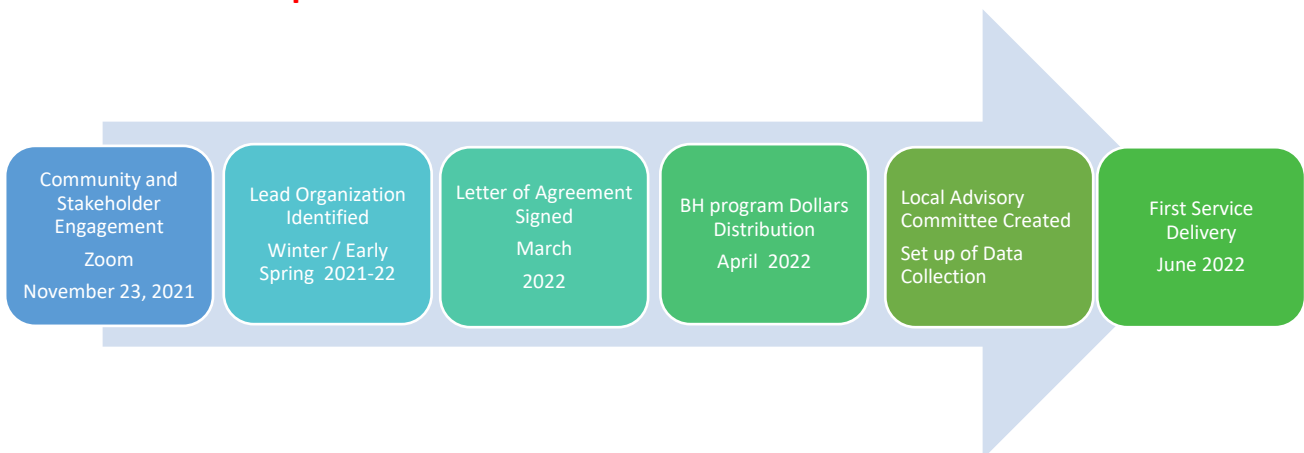 Community and
Stakeholder
Engagement
Zoom
November 23, 2021
Lead Organization
Identified
Winter / Early
Spring 2021-22
Letter of Agreement
Signed
March
2022
BH program Dollars
Distribution
April 2022
Local Advisory
Committee Created
Set up of Data
Collection
First Service
Delivery
June 2022